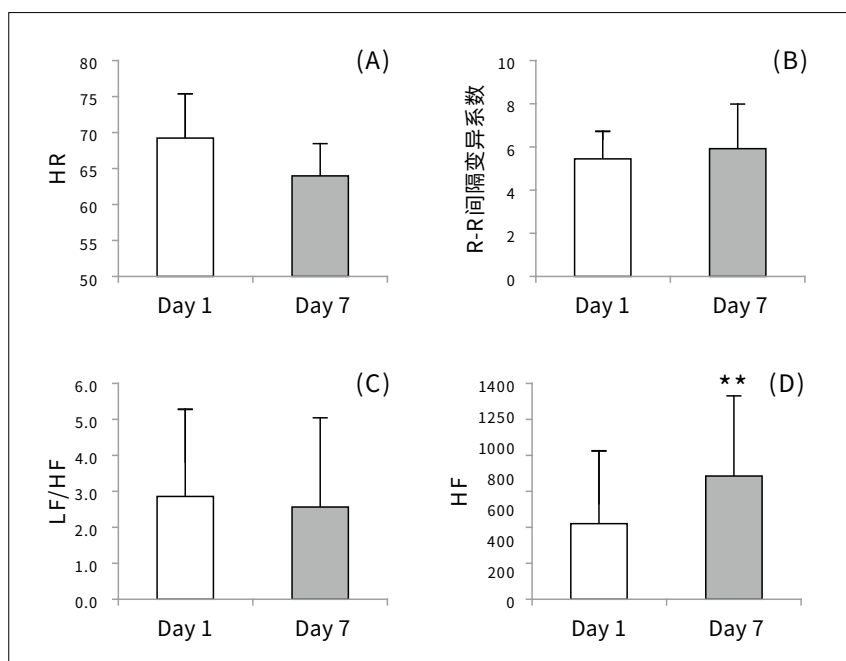 (A)
80
75
70
65
60
55
50
HR
Day 1
Day 7
(B)
10
8
6
4
2
0
R-R间隔变异系数
Day 1
Day 7
(C)
6.0
5.0
4.0
3.0
2.0
1.0
0.0
LF/HF
Day 1
Day 7
** (D)
1400
1250
1000
800
600
400
200
0
HF
Day 1
Day 7